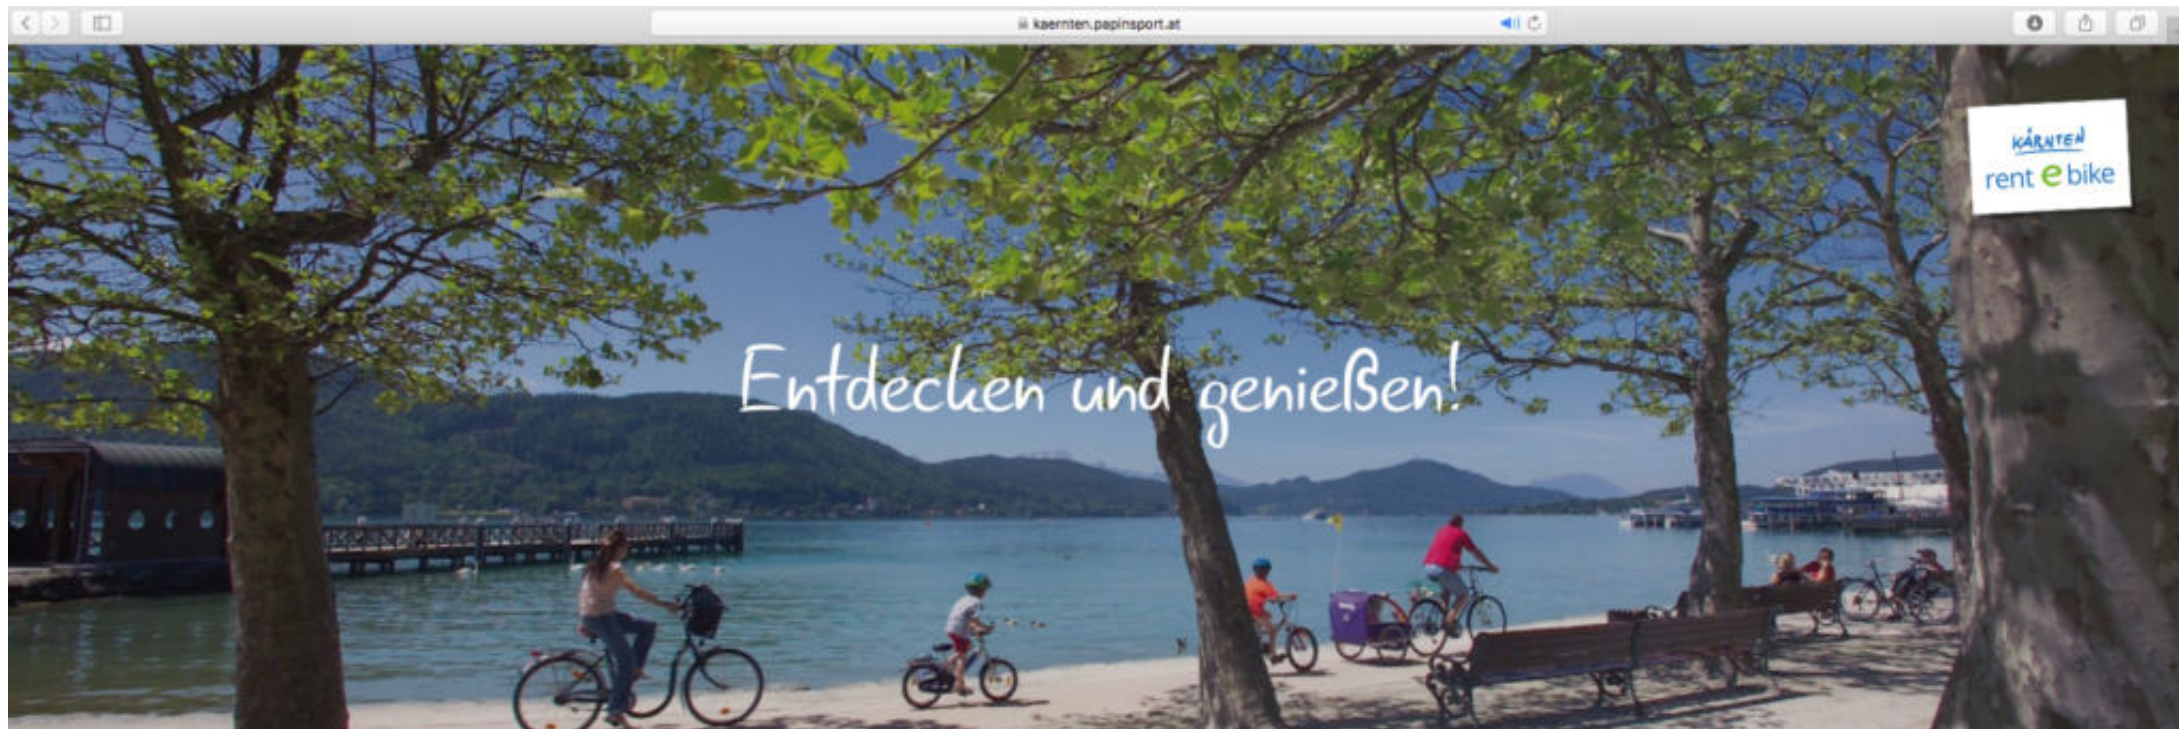 kaernten.papinsport.at
KÄRNTEN
rent e bike
Entdecken und genießen!